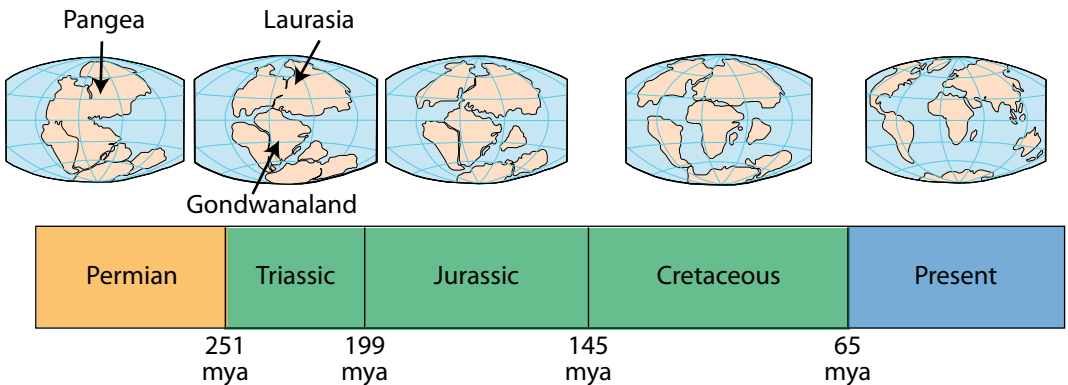 Pangea
Laurasia
Gondwanaland
Permian
Triassic
Jurassic
Cretaceous
Present
251
mya
199
mya
145
mya
65
mya